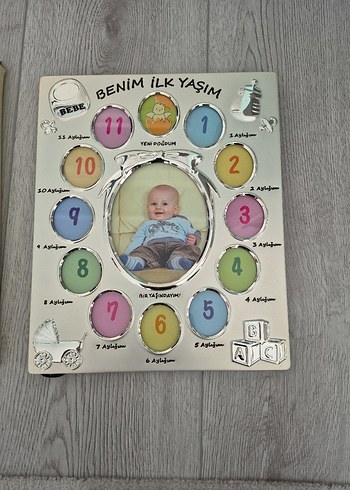 BENİM İLK YAŞIM
BEBE
11
1
11 Aylığım
YENİ DOĞDUM
1 Aylığım
10
2
10 Aylığım
2 Aylığım
9
3
9 Aylığım
3 Aylığım
8
4
8 Aylığım
BİR YAŞINDAYIM!
4 Aylığım
7
6
5
7 Aylığım
6 Aylığım
5 Aylığım
B
A
C